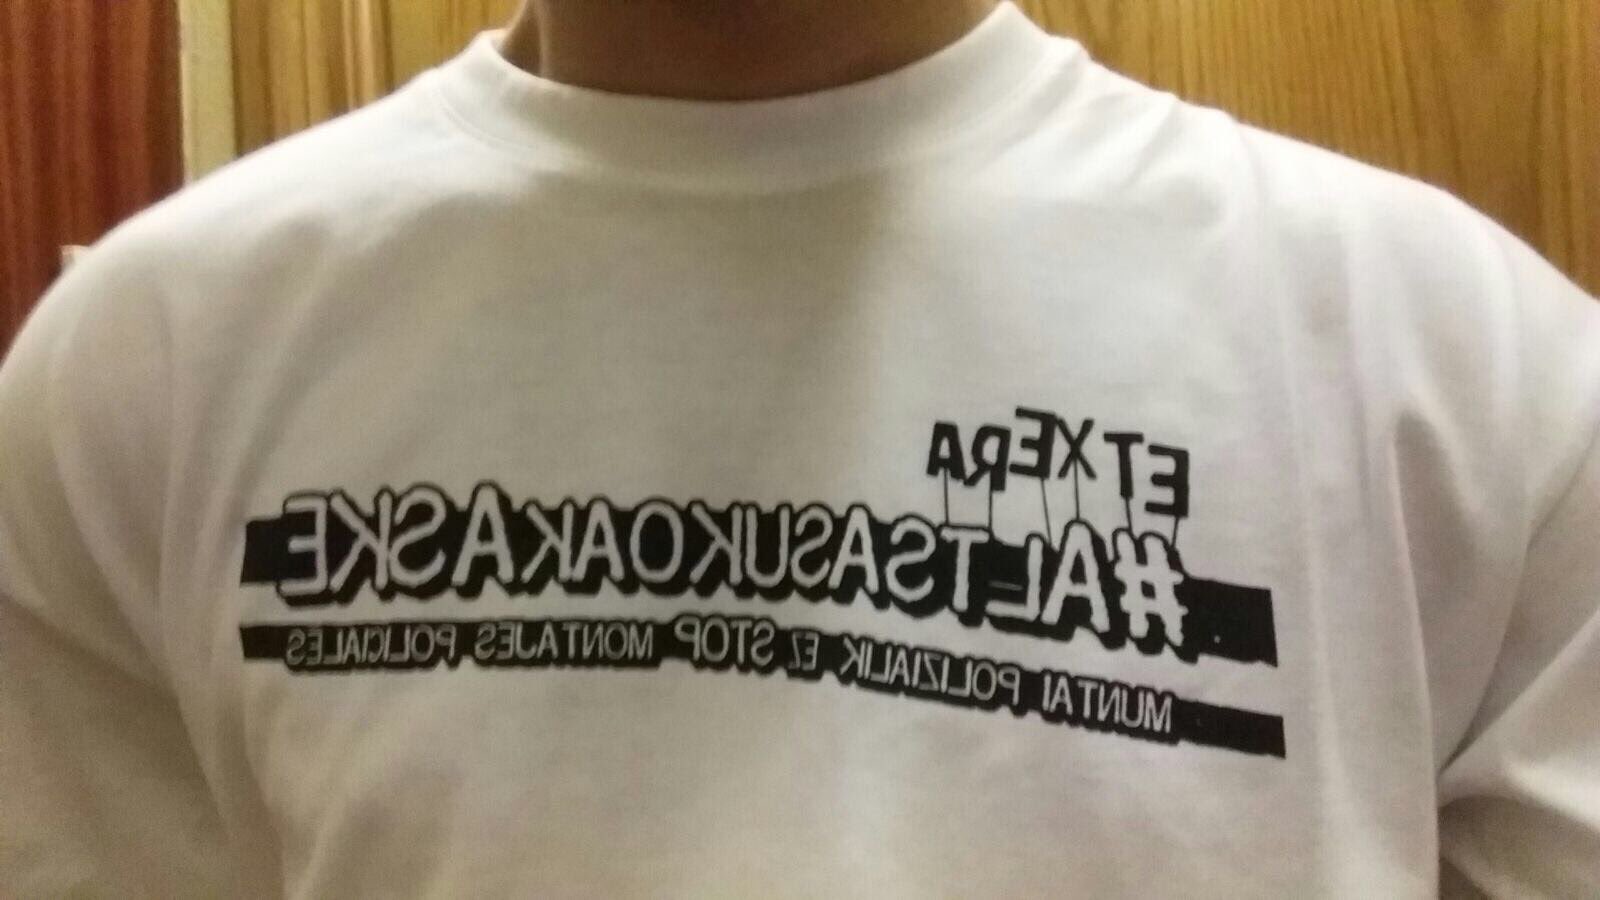 ETXERA
#ALTSASUKOAKASKE
MUNTAI POLIZIALIK EZ STOP MONTAJES POLICIALES